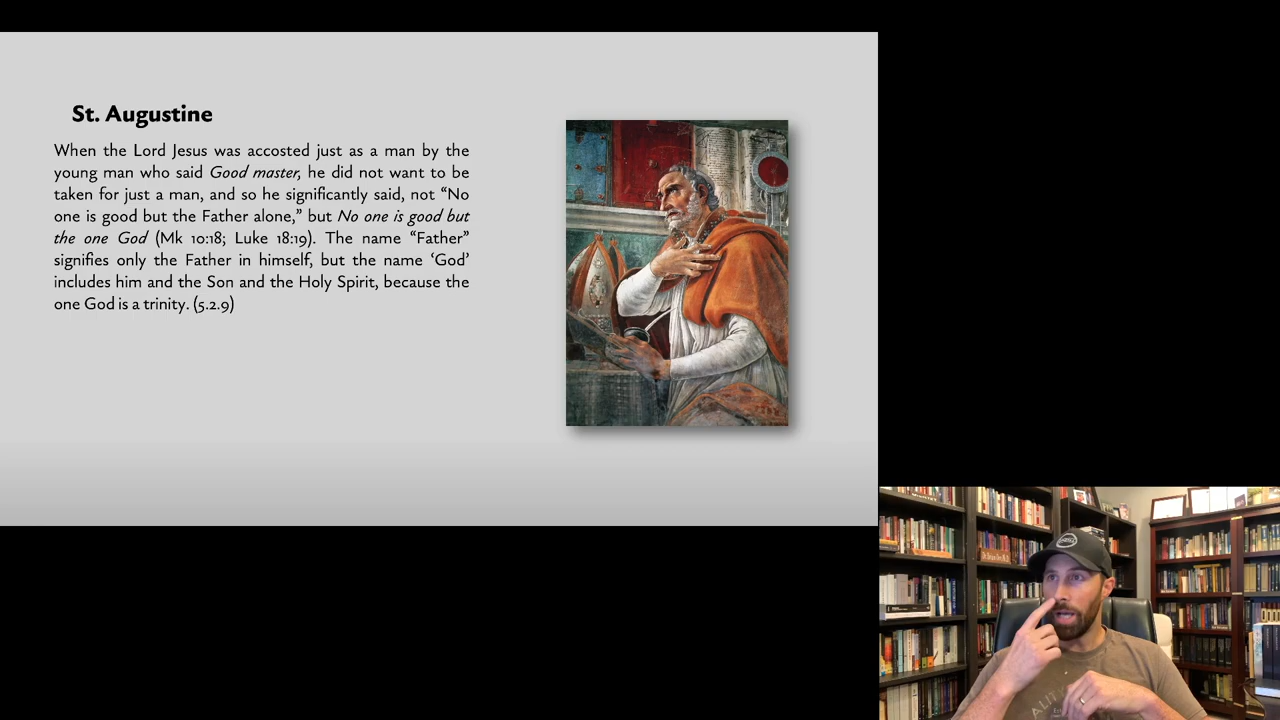 St. Augustine
When the Lord Jesus was accosted just as a man by the
young man who said Good master, he did not want to be
taken for just a man, and so he significantly said, not “No
one is good but the Father alone,” but No one is good but
the one God (Mk 10:18; Luke 18:19). The name “Father”
signifies only the Father in himself, but the name ‘God’
includes him and the Son and the Holy Spirit, because the
one God is a trinity. (5.2.9)